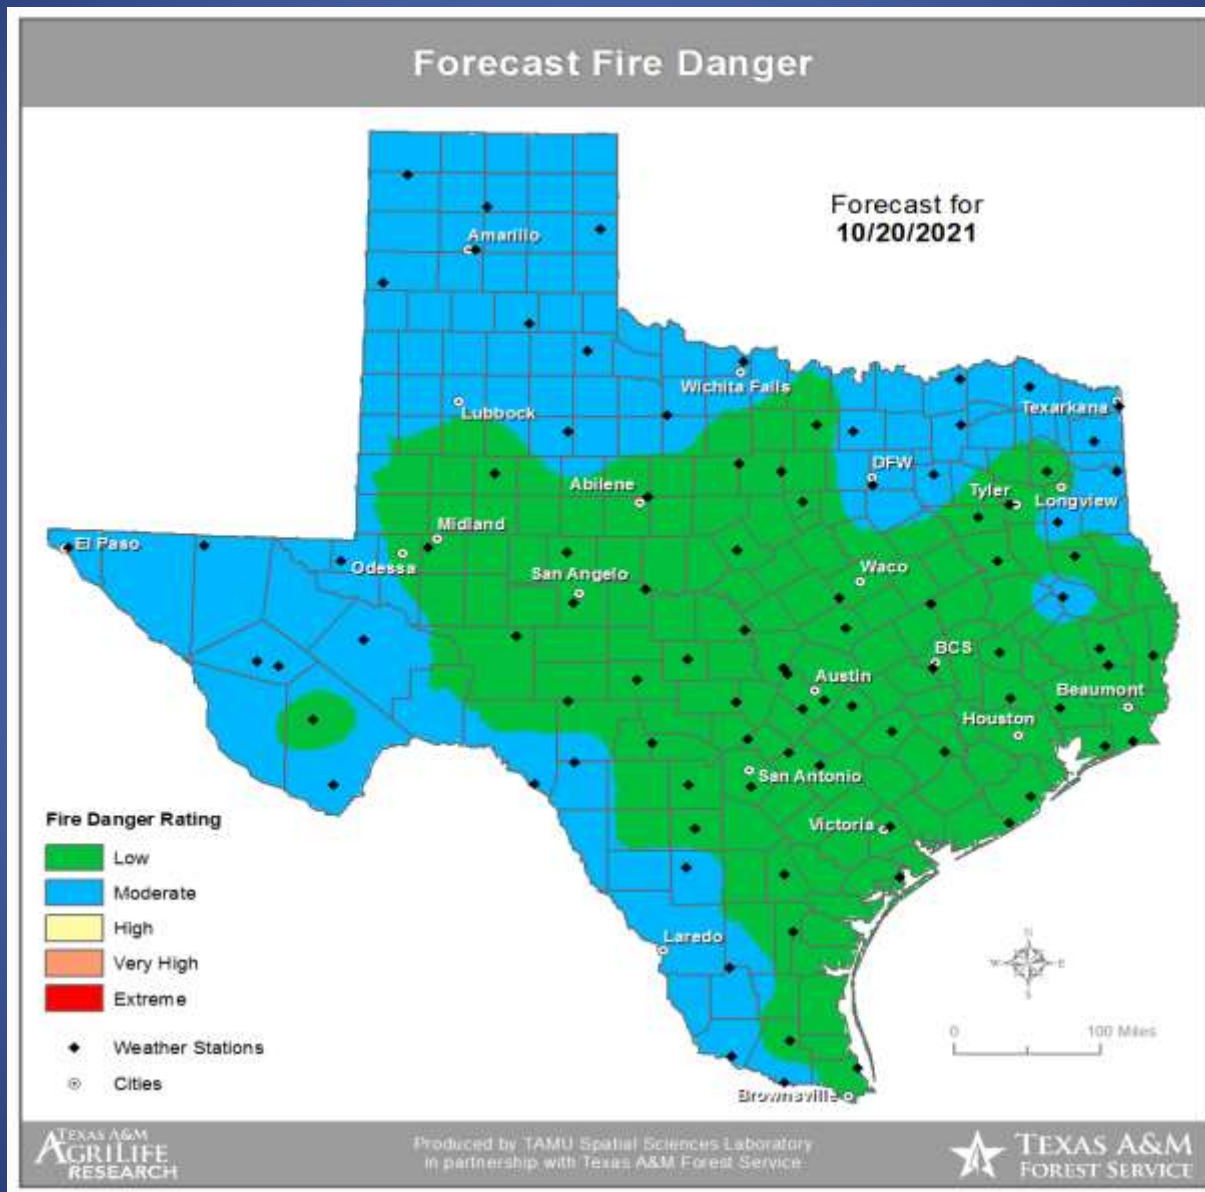 Forecast Fire Danger
Forecast for
10/20/2021
Amarillo
Wichita Falls
Lubbock
Texarkana
DFW
Abilene
Tyler
Longview
Midland
El Paso
Odessa
San Angelo
Waco
BCS
Austin
Beaumont
Houston
San Antonio
Victoria
Laredo
Brownsville
Fire Danger Rating
Low
Moderate
High
Very High
Extreme
Weather Stations
Cities
N
W E
S
0 100 Miles
TEXAS A&M
AGRILIFE
RESEARCH
Produced by TAMU Spatial Sciences Laboratory
in partnership with Texas A&M Forest Service
TEXAS A&M
FOREST SERVICE